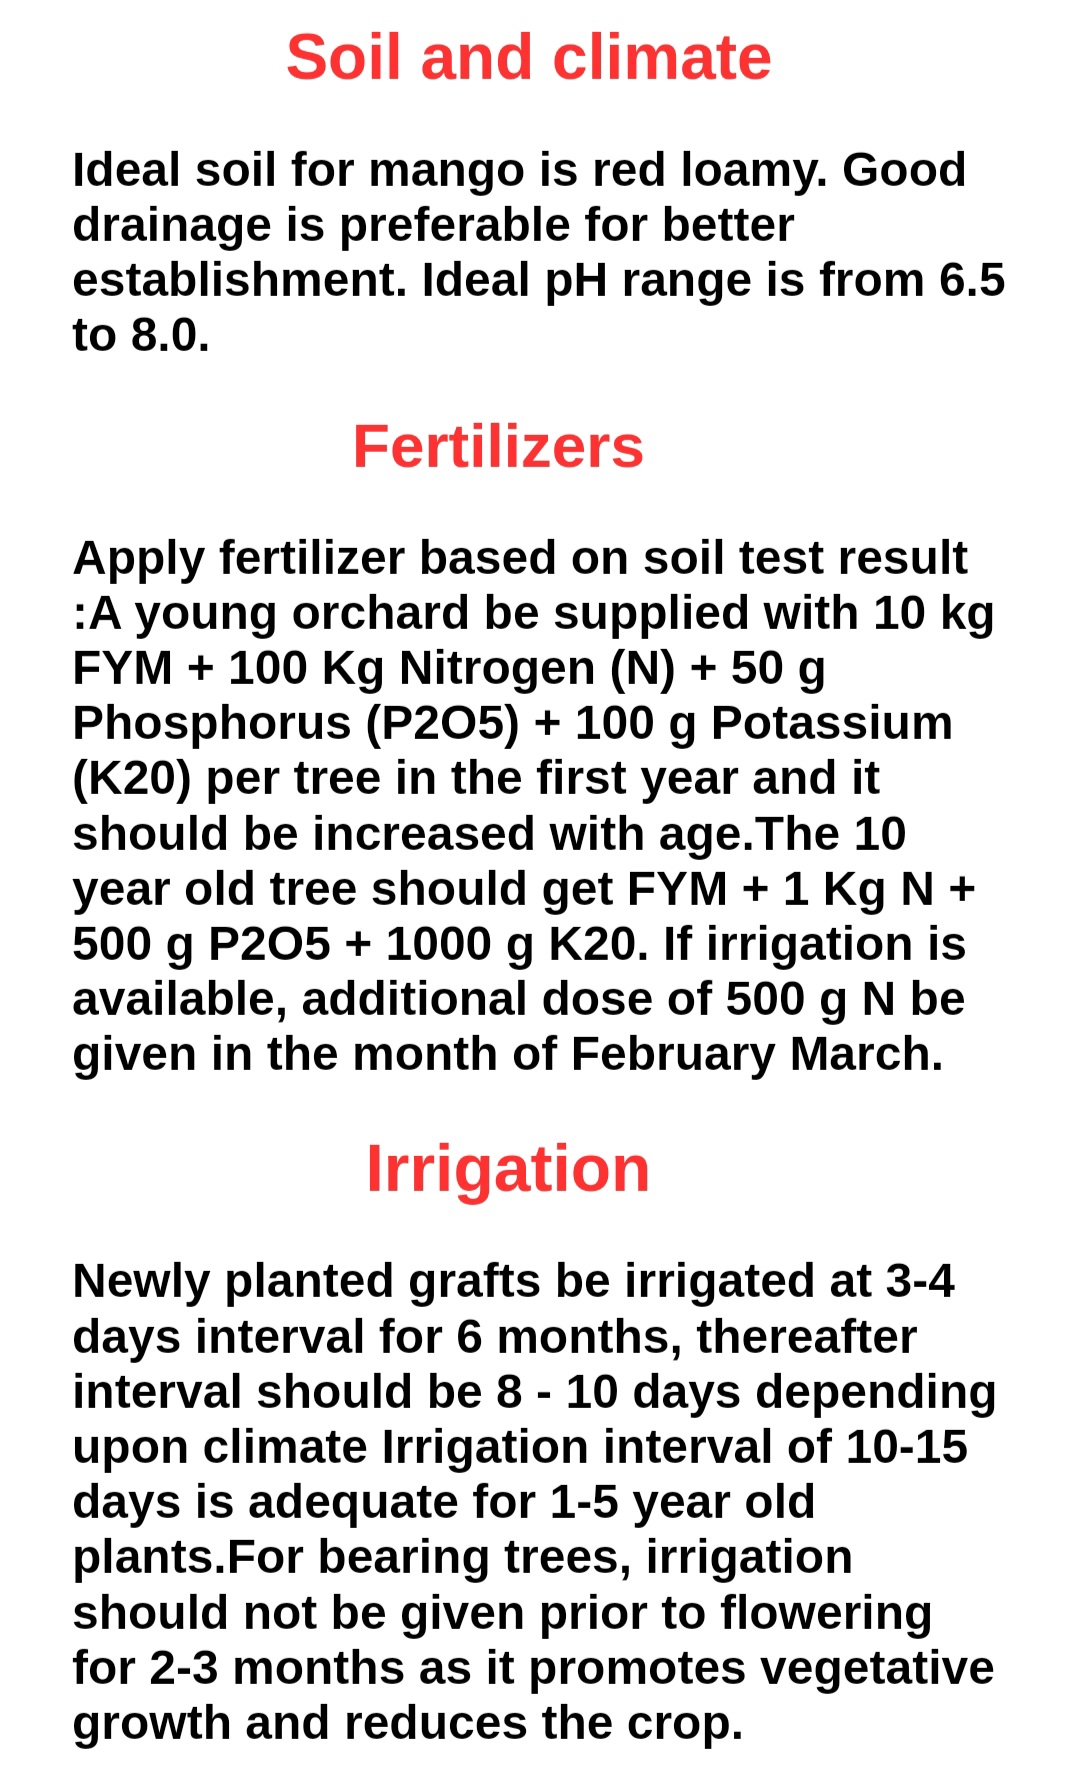 Soil and climate
Ideal soil for mango is red loamy. Good
drainage is preferable for better
establishment. Ideal pH range is from 6.5
to 8.0.
Fertilizers
Apply fertilizer based on soil test result
:A young orchard be supplied with 10 kg
FYM + 100 Kg Nitrogen (N) + 50 g
Phosphorus (P2O5) + 100 g Potassium
(K20) per tree in the first year and it
should be increased with age.The 10
year old tree should get FYM + 1 Kg N +
500 g P2O5 + 1000 g K20. If irrigation is
available, additional dose of 500 g N be
given in the month of February March.
Irrigation
Newly planted grafts be irrigated at 3-4
days interval for 6 months, thereafter
interval should be 8 - 10 days depending
upon climate Irrigation interval of 10-15
days is adequate for 1-5 year old
plants.For bearing trees, irrigation
should not be given prior to flowering
for 2-3 months as it promotes vegetative
growth and reduces the crop.